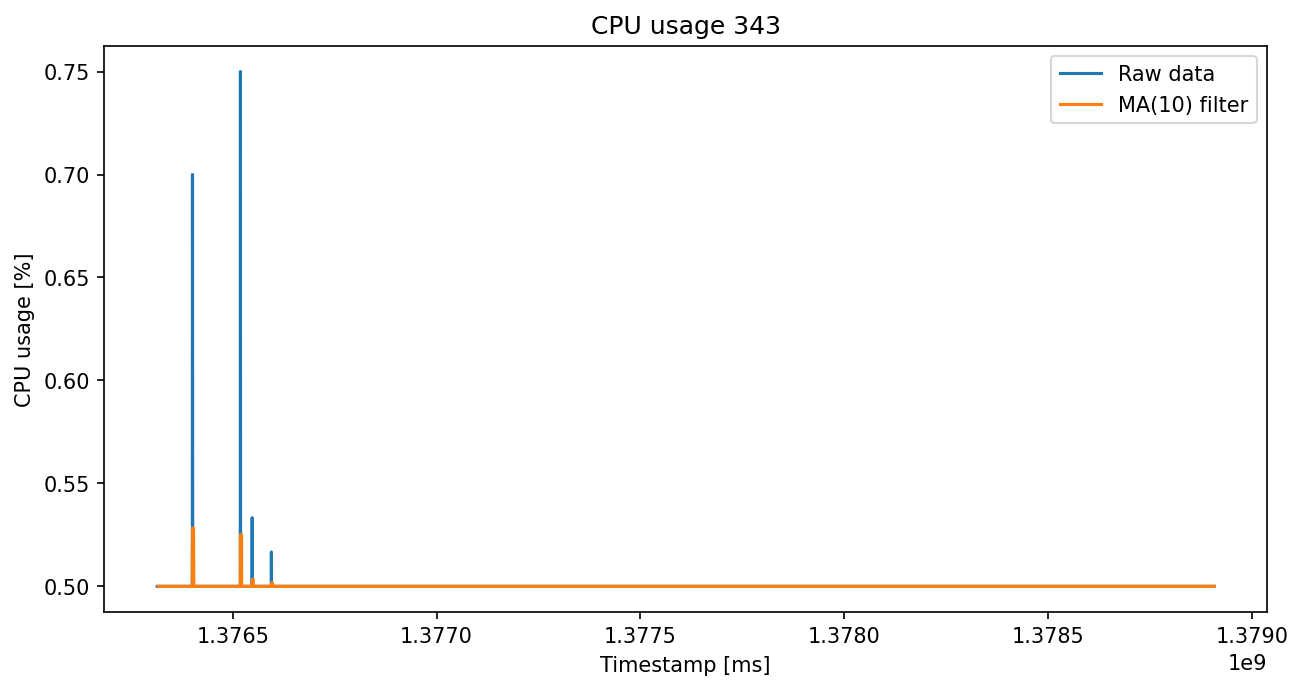 CPU usage 343
Raw data
MA(10) filter
CPU usage [%]
0.75
0.70
0.65
0.60
0.55
0.50
1.3765 1.3770 1.3775 1.3780 1.3785 1.3790
1e9
Timestamp [ms]